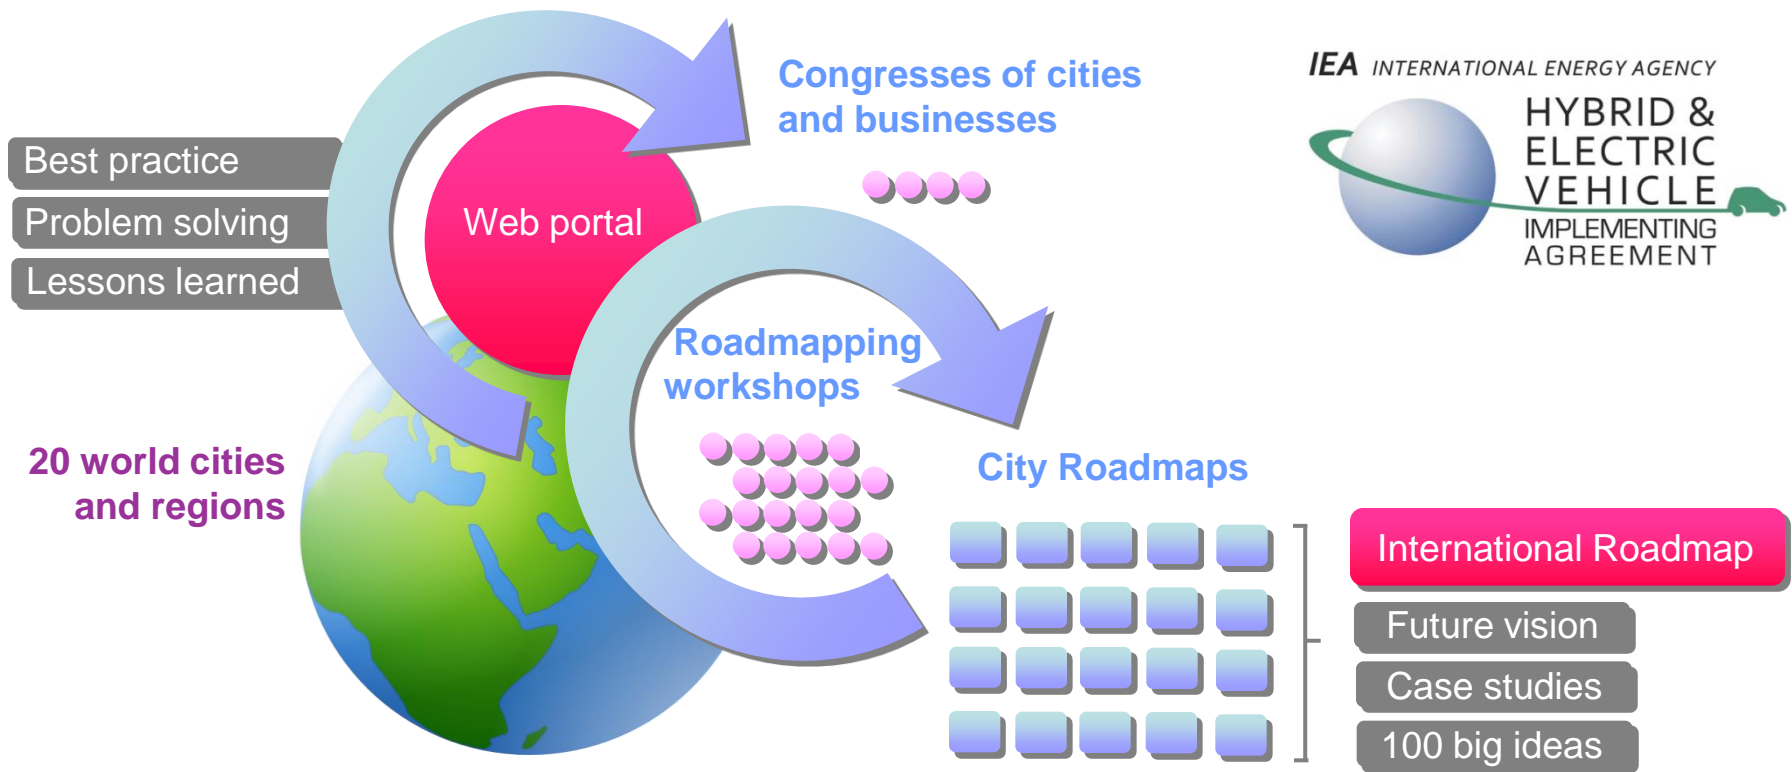 Congresses of cities
and businesses
IEA INTERNATIONAL ENERGY AGENCY
HYBRID &
ELECTRIC
VEHICLE
IMPLEMENTING
AGREEMENT
Best practice
Problem solving
Lessons learned
Web portal
Roadmapping
workshops
20 world cities
and regions
City Roadmaps
International Roadmap
Future vision
Case studies
100 big ideas